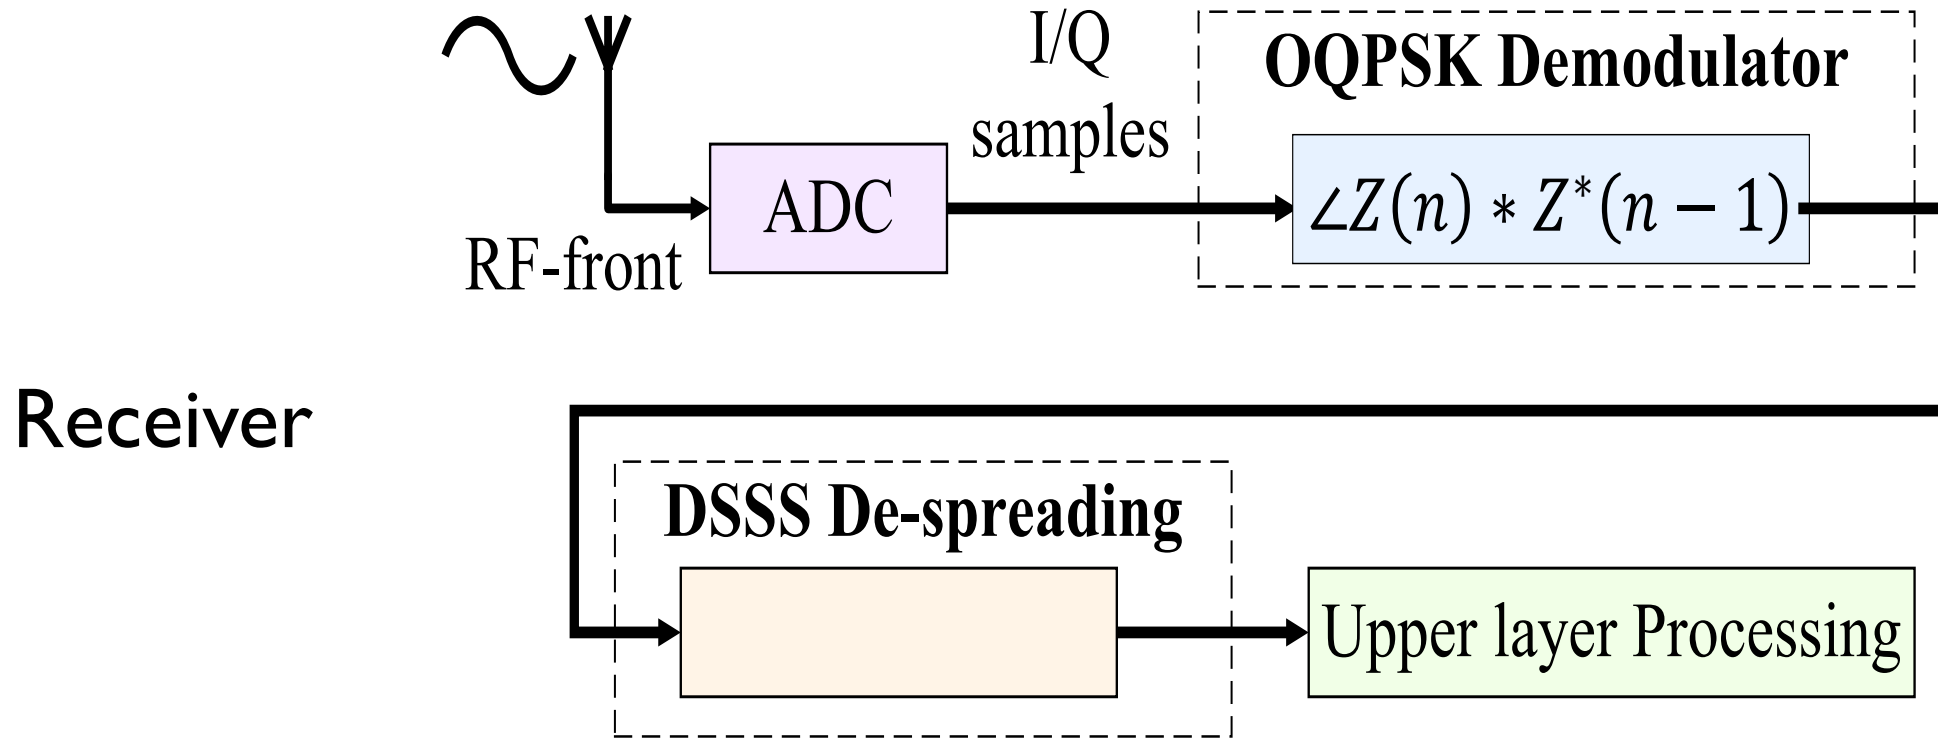 I/Q
samples
OQPSK Demodulator
ADC
∠Z(n) * Z*(n − 1)
RF-front
Receiver
DSSS De-spreading
Upper layer Processing